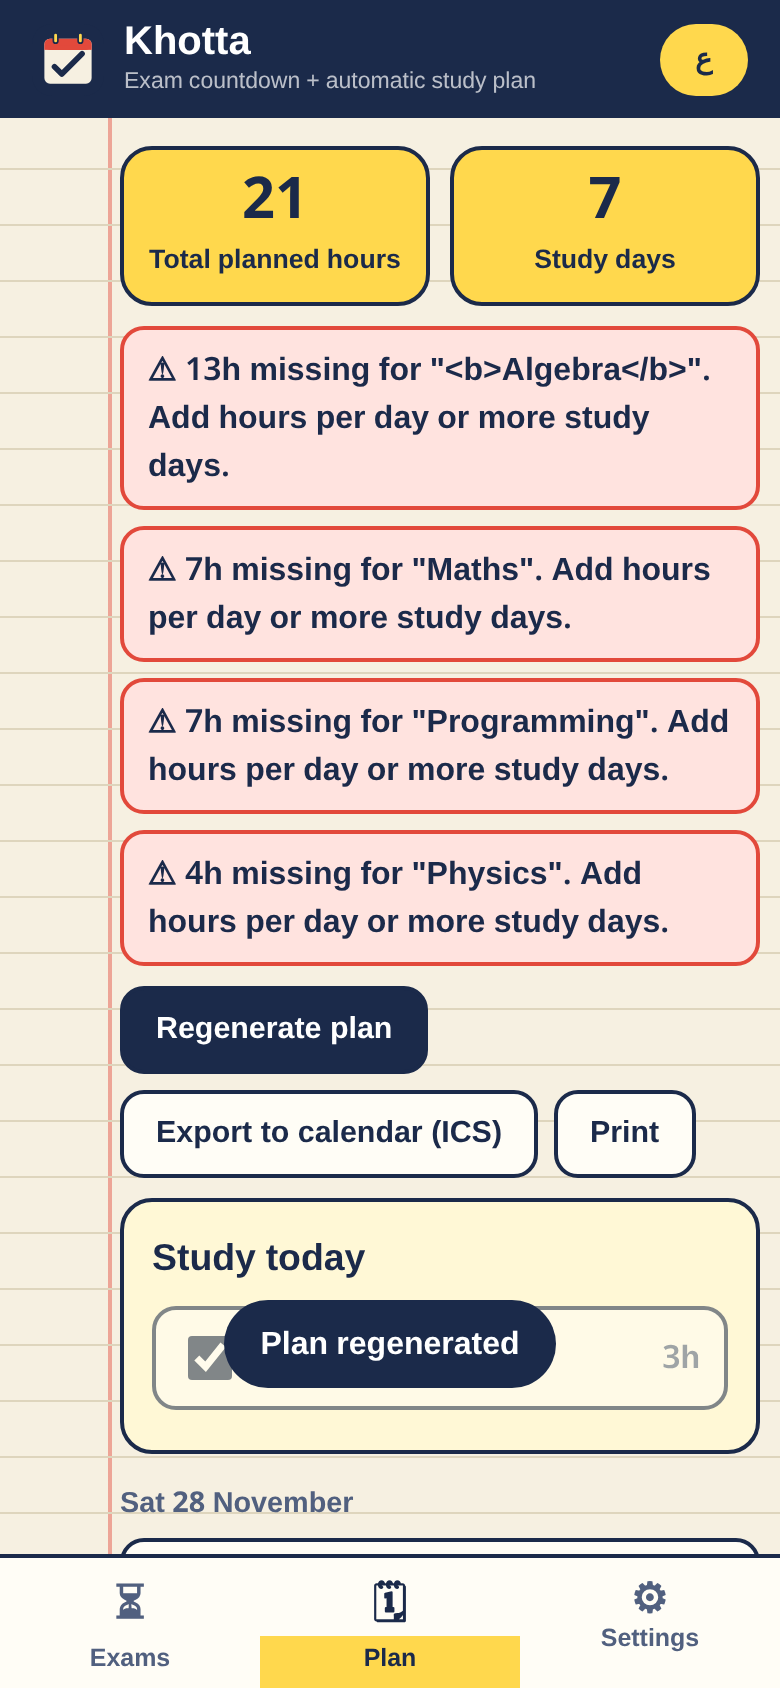 Khotta
Exam countdown + automatic study plan
ع
21
Total planned hours
7
Study days
⚠ 13h missing for "<b>Algebra</b>".
Add hours per day or more study
days.
⚠ 7h missing for "Maths". Add hours
per day or more study days.
⚠ 7h missing for "Programming". Add
hours per day or more study days.
⚠ 4h missing for "Physics". Add
hours per day or more study days.
Regenerate plan
Export to calendar (ICS)
Print
Study today
Plan regenerated
3h
Sat 28 November
Exams
Plan
Settings